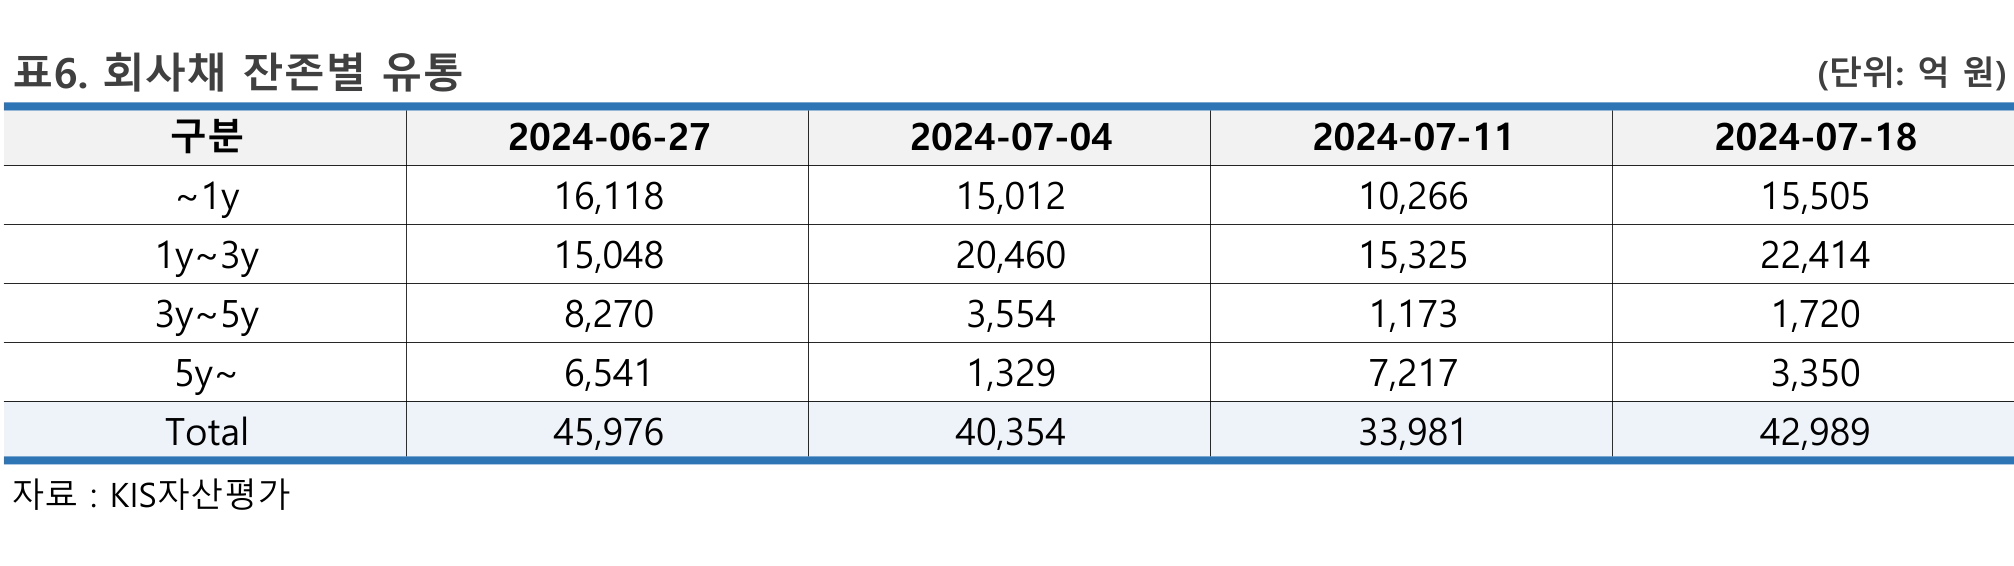 표6. 회사채 잔존별 유통 (단위: 억 원)
구분 2024-06-27 2024-07-04 2024-07-11 2024-07-18
~1y 16,118 15,012 10,266 15,505
1y~3y 15,048 20,460 15,325 22,414
3y~5y 8,270 3,554 1,173 1,720
5y~ 6,541 1,329 7,217 3,350
Total 45,976 40,354 33,981 42,989
자료 : KIS자산평가